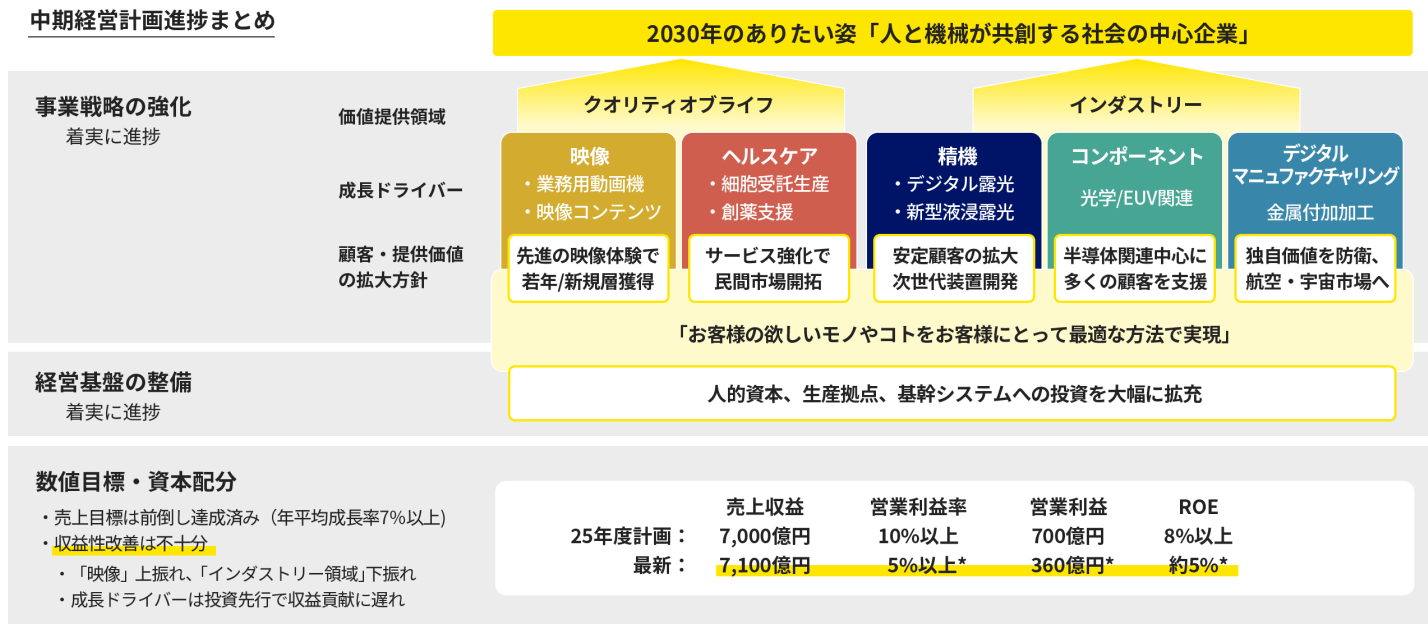 中期経営計画進捗まとめ
2030年のありたい姿「人と機械が共創する社会の中心企業」
事業戦略の強化
着実に進捗
価値提供領域
クオリティオブライフ
インダストリー
成長ドライバー
映像
・業務用動画機
・映像コンテンツ
ヘルスケア
・細胞受託生産
・創薬支援
精機
・デジタル露光
・新型液浸露光
コンポーネント
光学/EUV関連
デジタル
マニュファクチャリング
金属付加加工
顧客・提供価値
の拡大方針
先進の映像体験で
若年/新規層獲得
サービス強化で
民間市場開拓
安定顧客の拡大
次世代装置開発
半導体関連中心に
多くの顧客を支援
独自価値を防衛、
航空・宇宙市場へ
「お客様の欲しいモノやコトをお客様にとって最適な方法で実現」
経営基盤の整備
着実に進捗
人的資本、生産拠点、基幹システムへの投資を大幅に拡充
数値目標・資本配分
・売上目標は前倒し達成済み（年平均成長率7%以上）
・収益性改善は不十分
・「映像」上振れ、「インダストリー領域」下振れ
・成長ドライバーは投資先行で収益貢献に遅れ
売上収益 営業利益率 営業利益 ROE
25年度計画： 7,000億円 10%以上 700億円 8%以上
最新： 7,100億円 5%以上* 360億円* 約5%*